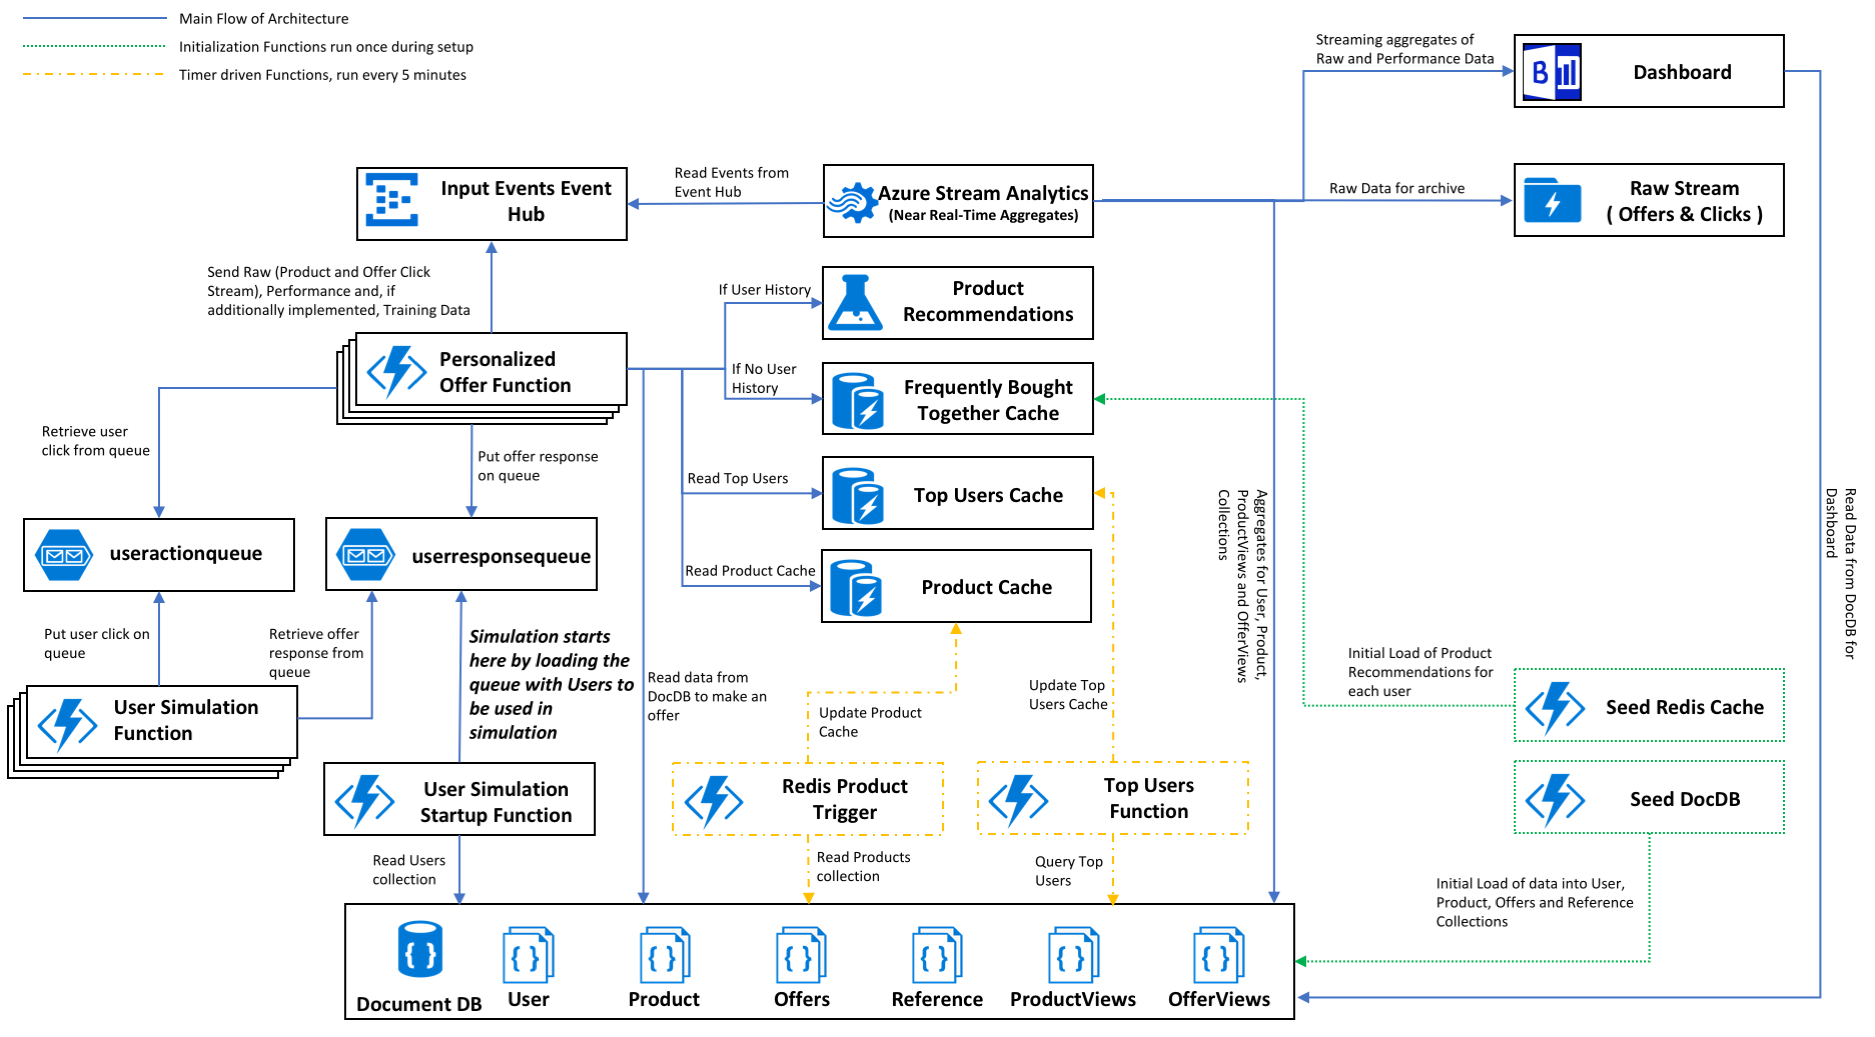 Main Flow of Architecture
Initialization Functions run once during setup
Timer driven Functions, run every 5 minutes
Streaming aggregates of
Raw and Performance Data
B
Dashboard
Read Events from
Event Hub
Input Events Event
Hub
Azure Stream Analytics
(Near Real-Time Aggregates)
Raw Data for archive
Raw Stream
( Offers & Clicks )
Send Raw (Product and Offer Click
Stream), Performance and, if
additionally implemented, Training Data
If User History
Product
Recommendations
Personalized
Offer Function
If No User
History
Frequently Bought
Together Cache
Retrieve user
click from queue
Put offer response
on queue
Read Top Users
Top Users Cache
useractionqueue
userresponsequeue
Read Product Cache
Product Cache
Aggregates for User, Product,
ProductViews and OfferViews
Collections
Read Data from DocDB for
Dashboard
Put user click on
queue
Retrieve offer
response from
queue
Simulation starts
here by loading the
queue with Users to
be used in
simulation
Read data from
DocDB to make an
offer
Update Product
Cache
Update Top
Users Cache
Initial Load of Product
Recommendations for
each user
Seed Redis Cache
User Simulation
Function
User Simulation
Startup Function
Redis Product
Trigger
Top Users
Function
Seed DocDB
Read Users
collection
Read Products
collection
Query Top
Users
Initial Load of data into User,
Product, Offers and Reference
Collections
Document DB
User
Product
Offers
Reference
ProductViews
OfferViews